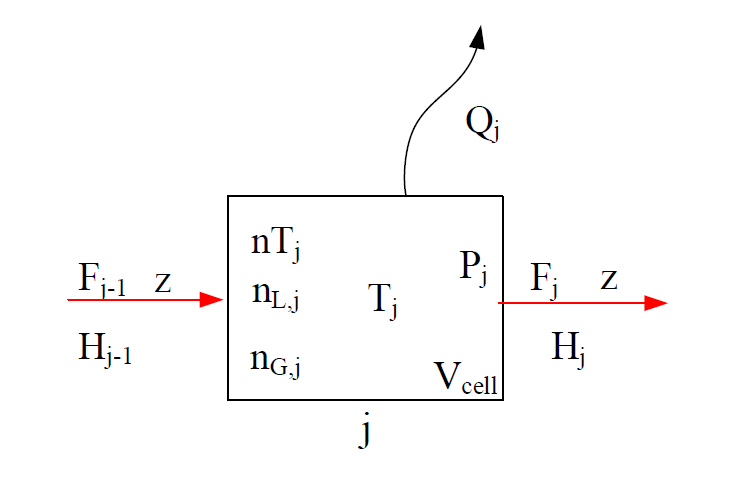 Qj
nTj
Fj-1 z
nL,j
Tj
Pj
Fj z
Hj-1
nG,j
Vcell
Hj
j